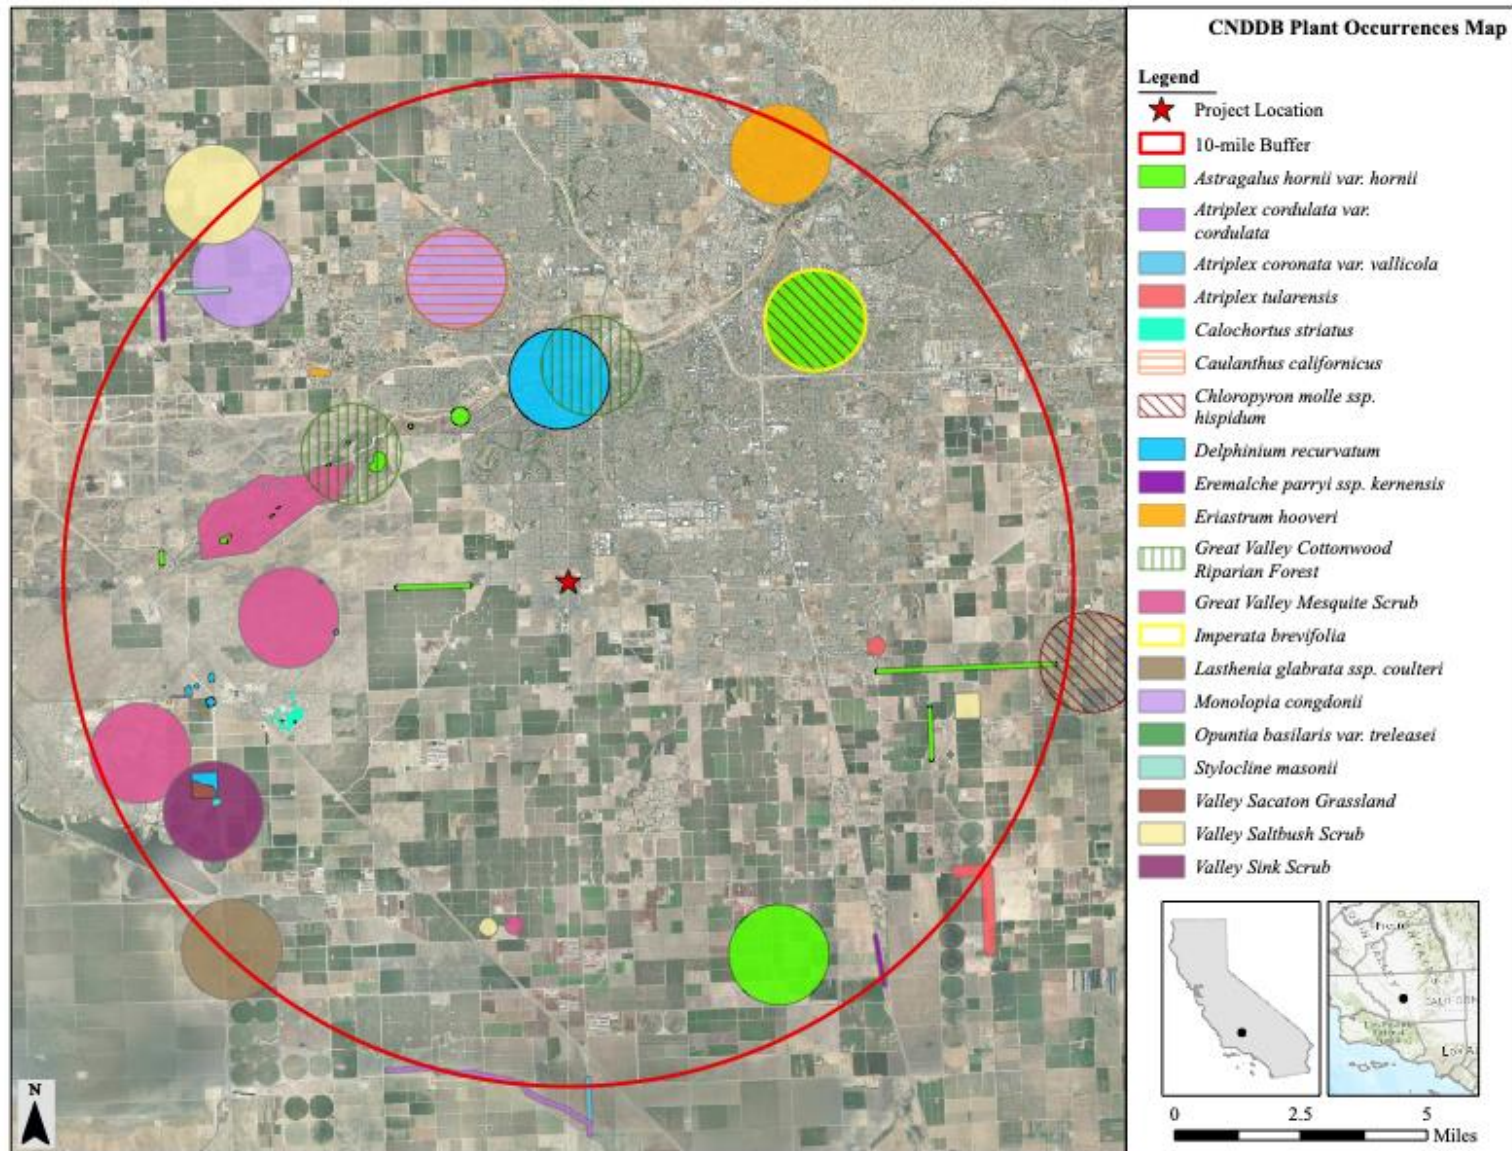 CNDDB Plant Occurrences Map
Legend
Project Location
10-mile Buffer
Astragalus hornii var. hornii
Atriplex cordulata var.
cordulata
Atriplex coronata var. vallicola
Atriplex tularensis
Calochortus striatus
Caulanthus californicus
Chloropyron molle ssp.
hispidum
Delphinium recurvatum
Eremalche parryi ssp. kernensis
Eriastrum hooveri
Great Valley Cottonwood
Riparian Forest
Great Valley Mesquite Scrub
Imperata brevifolia
Lasthenia glabrata ssp. coulteri
Monolopia congdonii
Opuntia basilaris var. treleasei
Stylocline masonii
Valley Sacaton Grassland
Valley Saltbush Scrub
Valley Sink Scrub
Fresno
N
0 2.5 5
Miles